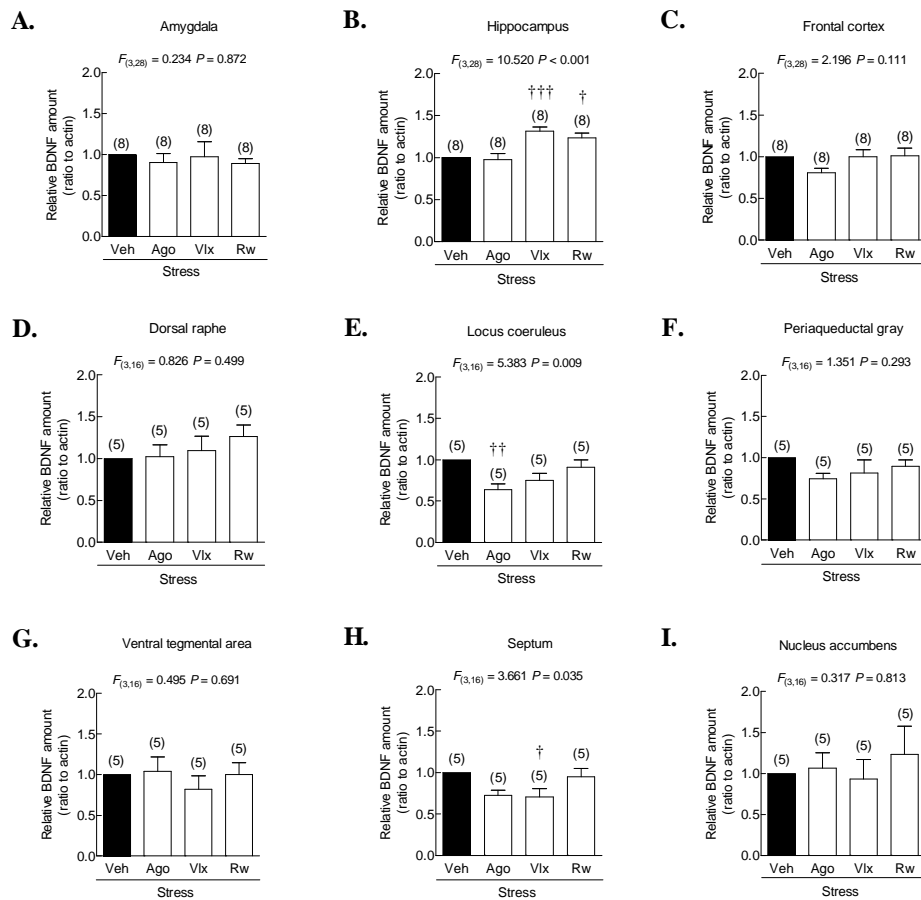 A.
Amygdala
F(3,28) = 0.234 P = 0.872
Relative BDNF amount
(ratio to actin)
2.0
1.5
1.0
0.5
0.0
(8) (8) (8) (8)
Veh Ago Vlx Rw
Stress
B.
Hippocampus
F(3,28) = 10.520 P < 0.001
Relative BDNF amount
(ratio to actin)
2.0
1.5
1.0
0.5
0.0
††† †
(8) (8) (8) (8)
Veh Ago Vlx Rw
Stress
C.
Frontal cortex
F(3,28) = 2.196 P = 0.111
Relative BDNF amount
(ratio to actin)
2.0
1.5
1.0
0.5
0.0
(8) (8) (8) (8)
Veh Ago Vlx Rw
Stress
D.
Dorsal raphe
F(3,16) = 0.826 P = 0.499
Relative BDNF amount
(ratio to actin)
2.0
1.5
1.0
0.5
0.0
(5) (5) (5) (5)
Veh Ago Vlx Rw
Stress
E.
Locus coeruleus
F(3,16) = 5.383 P = 0.009
Relative BDNF amount
(ratio to actin)
2.0
1.5
1.0
0.5
0.0
††
(5) (5) (5) (5)
Veh Ago Vlx Rw
Stress
F.
Periaqueductal gray
F(3,16) = 1.351 P = 0.293
Relative BDNF amount
(ratio to actin)
2.0
1.5
1.0
0.5
0.0
(5) (5) (5) (5)
Veh Ago Vlx Rw
Stress
G.
Ventral tegmental area
F(3,16) = 0.495 P = 0.691
Relative BDNF amount
(ratio to actin)
2.0
1.5
1.0
0.5
0.0
(5) (5) (5) (5)
Veh Ago Vlx Rw
Stress
H.
Septum
F(3,16) = 3.661 P = 0.035
Relative BDNF amount
(ratio to actin)
2.0
1.5
1.0
0.5
0.0
†
(5) (5) (5) (5)
Veh Ago Vlx Rw
Stress
I.
Nucleus accumbens
F(3,16) = 0.317 P = 0.813
Relative BDNF amount
(ratio to actin)
2.0
1.5
1.0
0.5
0.0
(5) (5) (5) (5)
Veh Ago Vlx Rw
Stress